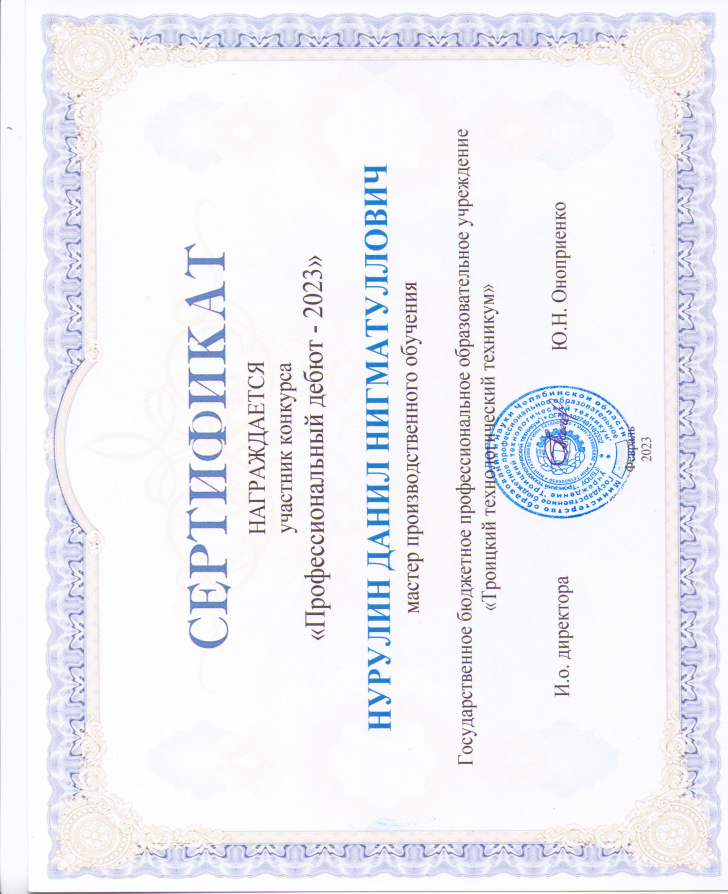 СЕРТИФИКАТ
НАГРАЖДАЕТСЯ
участник конкурса
«Профессиональный дебют - 2023»
НУРУЛИН ДАНИЛ НИГМАТУЛЛОВИЧ
мастер производственного обучения
Государственное бюджетное профессиональное образовательное учреждение
«Троицкий технологический техникум»
И.о. директора Ю.Н. Оноприенко
Министерство образования и науки Челябинской области
Февраль
2023